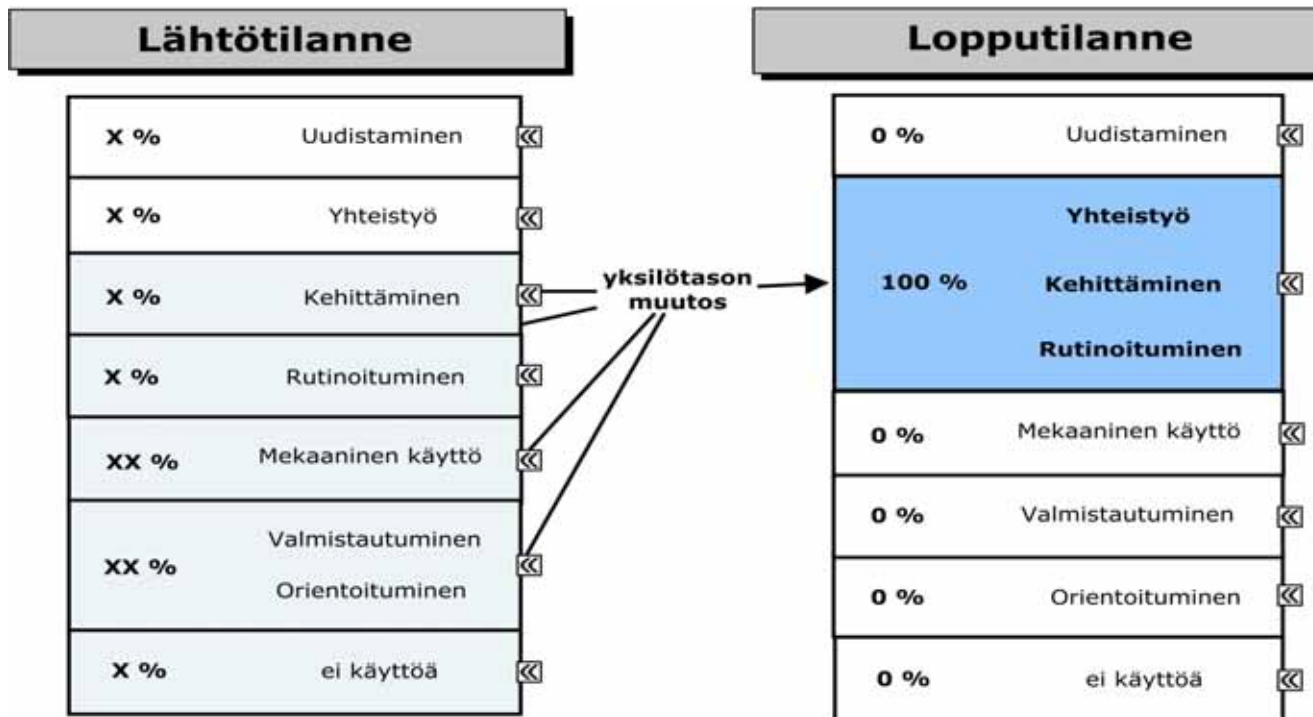 Lähtötilanne
X % Uudistaminen
X % Yhteistyö
X % Kehittäminen
X % Rutinoituminen
XX % Mekaaninen käyttö
XX % Valmistautuminen
Orientoituminen
X % ei käyttöä
yksilötason
muutos
Lopputilanne
0 % Uudistaminen
Yhteistyö
100 % Kehittäminen
Rutinoituminen
0 % Mekaaninen käyttö
0 % Valmistautuminen
0 % Orientoituminen
0 % ei käyttöä